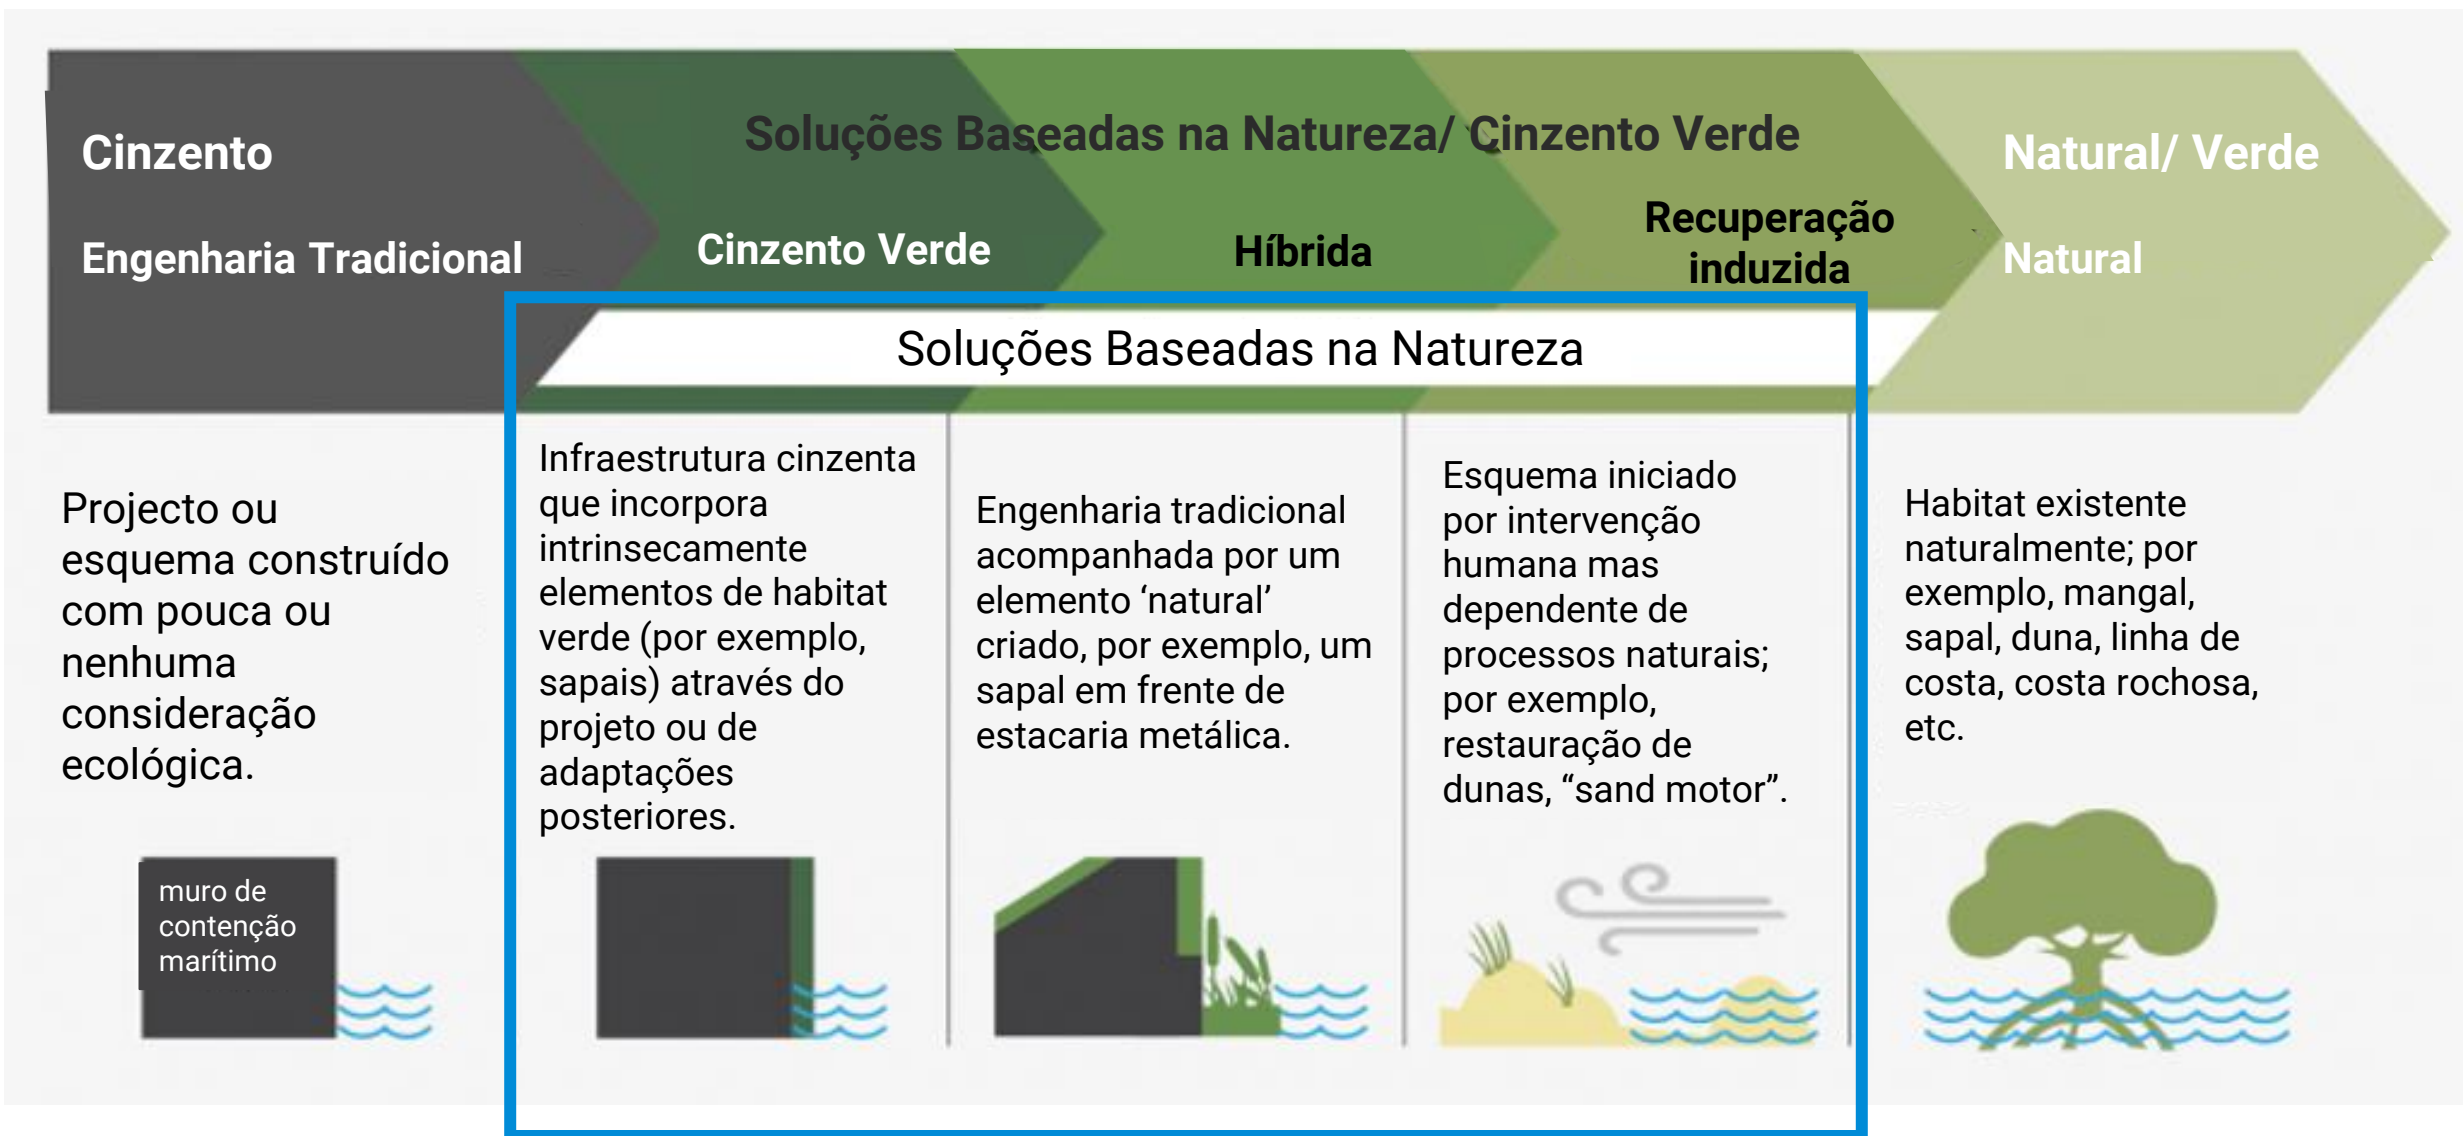 Cinzento
Engenharia Tradicional
Soluções Baseadas na Natureza/ Cinzento Verde
Cinzento Verde
Híbrida
Recuperação
induzida
Natural/ Verde
Natural
Soluções Baseadas na Natureza
Projecto ou
esquema construído
com pouca ou
nenhuma
consideração
ecológica.
muro de
contenção
marítimo
Infraestrutura cinzenta
que incorpora
intrinsecamente
elementos de habitat
verde (por exemplo,
sapais) através do
projeto ou de
adaptações
posteriores.
Engenharia tradicional
acompanhada por um
elemento ‘natural’
criado, por exemplo, um
sapal em frente de
estacaria metálica.
Esquema iniciado
por intervenção
humana mas
dependente de
processos naturais;
por exemplo,
restauração de
dunas, “sand motor”.
Habitat existente
naturalmente; por
exemplo, mangal,
sapal, duna, linha de
costa, costa rochosa,
etc.